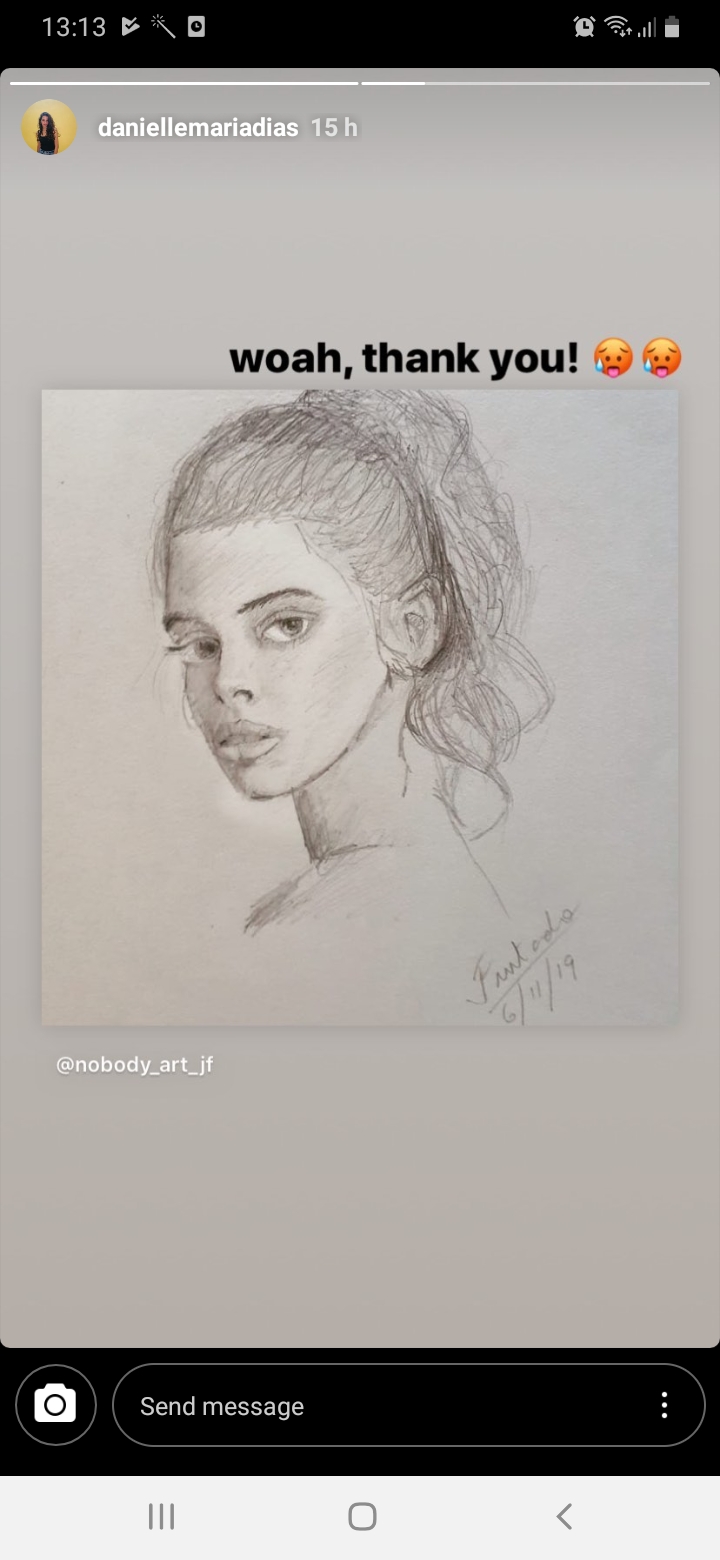 13:13
daniellemariadias 15 h
woah, thank you! 🥵🥵
6/11/19
@nobody_art_jf
Send message